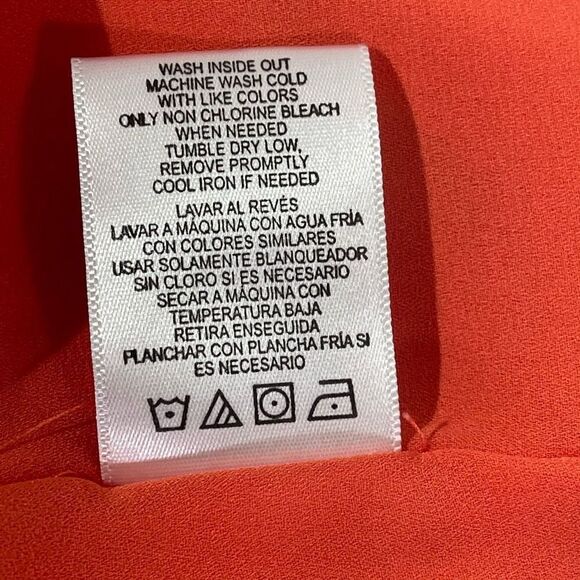 WASH INSIDE OUT
MACHINE WASH COLD
WITH LIKE COLORS
ONLY NON CHLORINE BLEACH
WHEN NEEDED
TUMBLE DRY LOW,
REMOVE PROMPTLY
COOL IRON IF NEEDED
LAVAR AL REVÉS
LAVAR A MÁQUINA CON AGUA FRÍA
CON COLORES SIMILARES
USAR SOLAMENTE BLANQUEADOR
SIN CLORO SI ES NECESARIO
SECAR A MÁQUINA CON
TEMPERATURA BAJA
RETIRA ENSEGUIDA
PLANCHAR CON PLANCHA FRÍA SI
ES NECESARIO